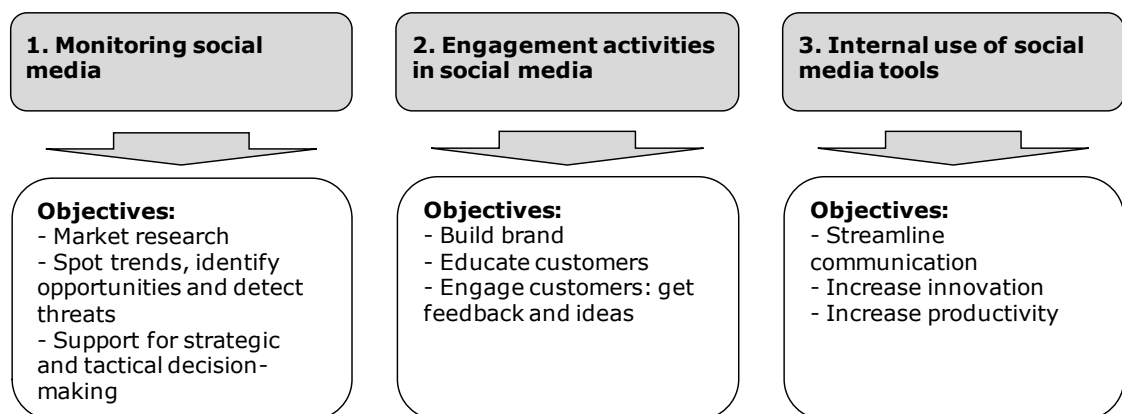 1. Monitoring social
media
2. Engagement activities
in social media
3. Internal use of social
media tools
Objectives:
- Market research
- Spot trends, identify
opportunities and detect
threats
- Support for strategic
and tactical decision-
making
Objectives:
- Build brand
- Educate customers
- Engage customers: get
feedback and ideas
Objectives:
- Streamline
communication
- Increase innovation
- Increase productivity